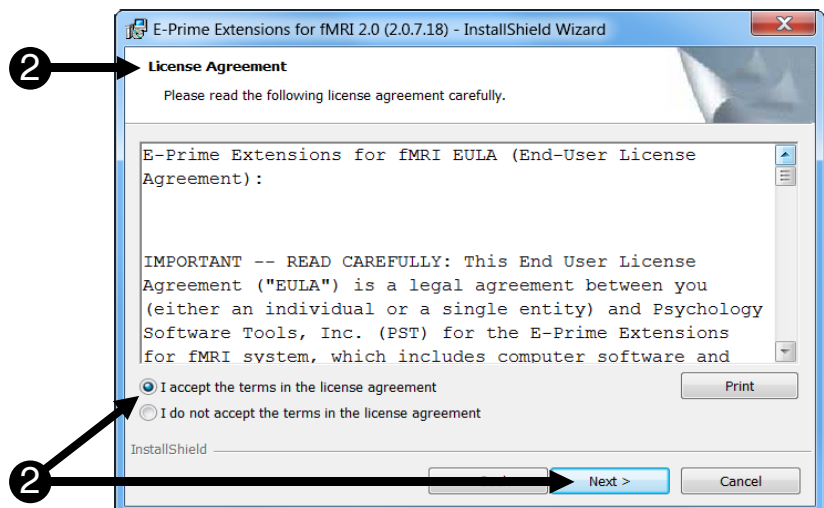 E-Prime Extensions for fMRI 2.0 (2.0.7.18) - InstallShield Wizard
2
License Agreement
Please read the following license agreement carefully.
E-Prime Extensions for fMRI EULA (End-User License
Agreement):
IMPORTANT -- READ CAREFULLY: This End User License
Agreement ("EULA") is a legal agreement between you
(either an individual or a single entity) and Psychology
Software Tools, Inc. (PST) for the E-Prime Extensions
for fMRI system, which includes computer software and
I accept the terms in the license agreement
Print
I do not accept the terms in the license agreement
InstallShield
2
Next >
Cancel